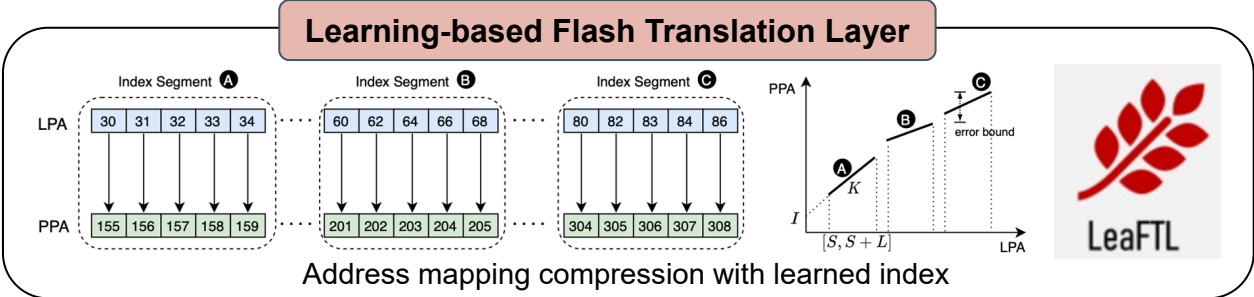 Learning-based Flash Translation Layer
Index Segment A
Index Segment B
Index Segment C
LPA
30 31 32 33 34
60 62 64 66 68
80 82 83 84 86
PPA
155 156 157 158 159
201 202 203 204 205
304 305 306 307 308
PPA
A
B
C
error bound
K
I
[S, S + L]
LPA
LeaFTL
Address mapping compression with learned index